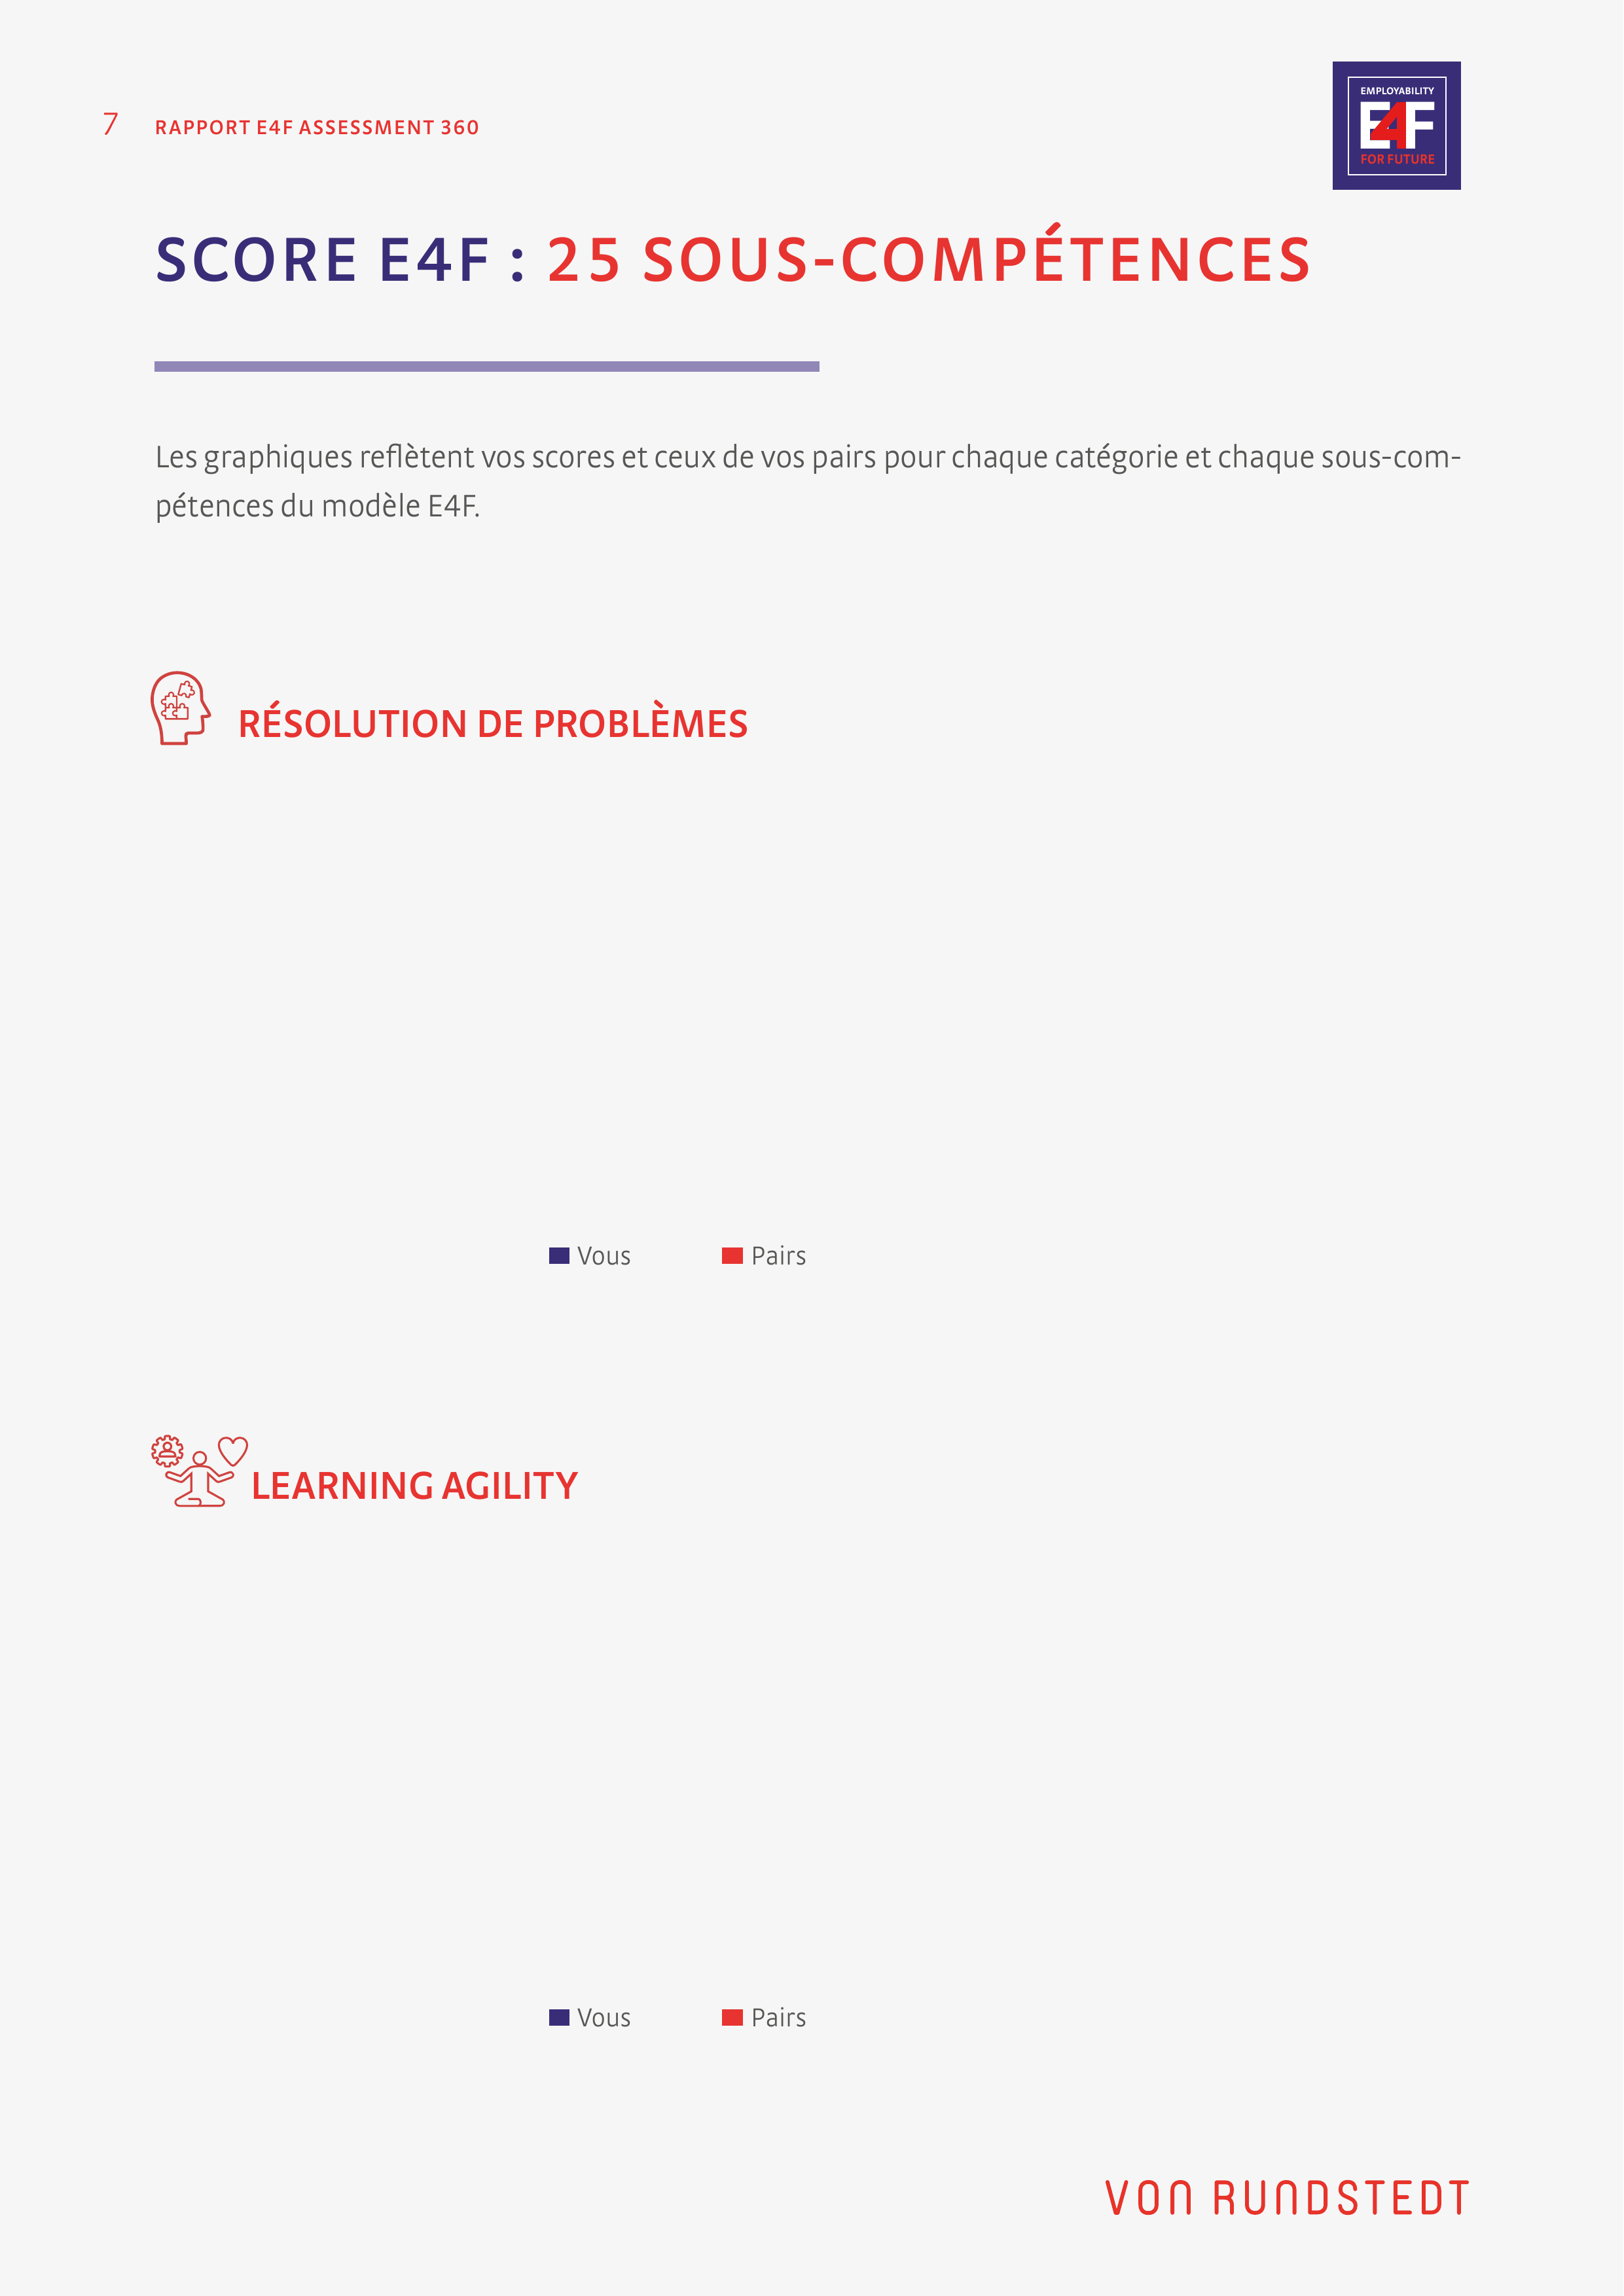 7 RAPPORT E4F ASSESSMENT 360
EMPLOYABILITY
E4F
FOR FUTURE
SCORE E4F : 25 SOUS-COMPÉTENCES
Les graphiques reflètent vos scores et ceux de vos pairs pour chaque catégorie et chaque sous-com-
pétences du modèle E4F.
RÉSOLUTION DE PROBLÈMES
Vous Pairs
LEARNING AGILITY
Vous Pairs
VON RUNDSTEDT